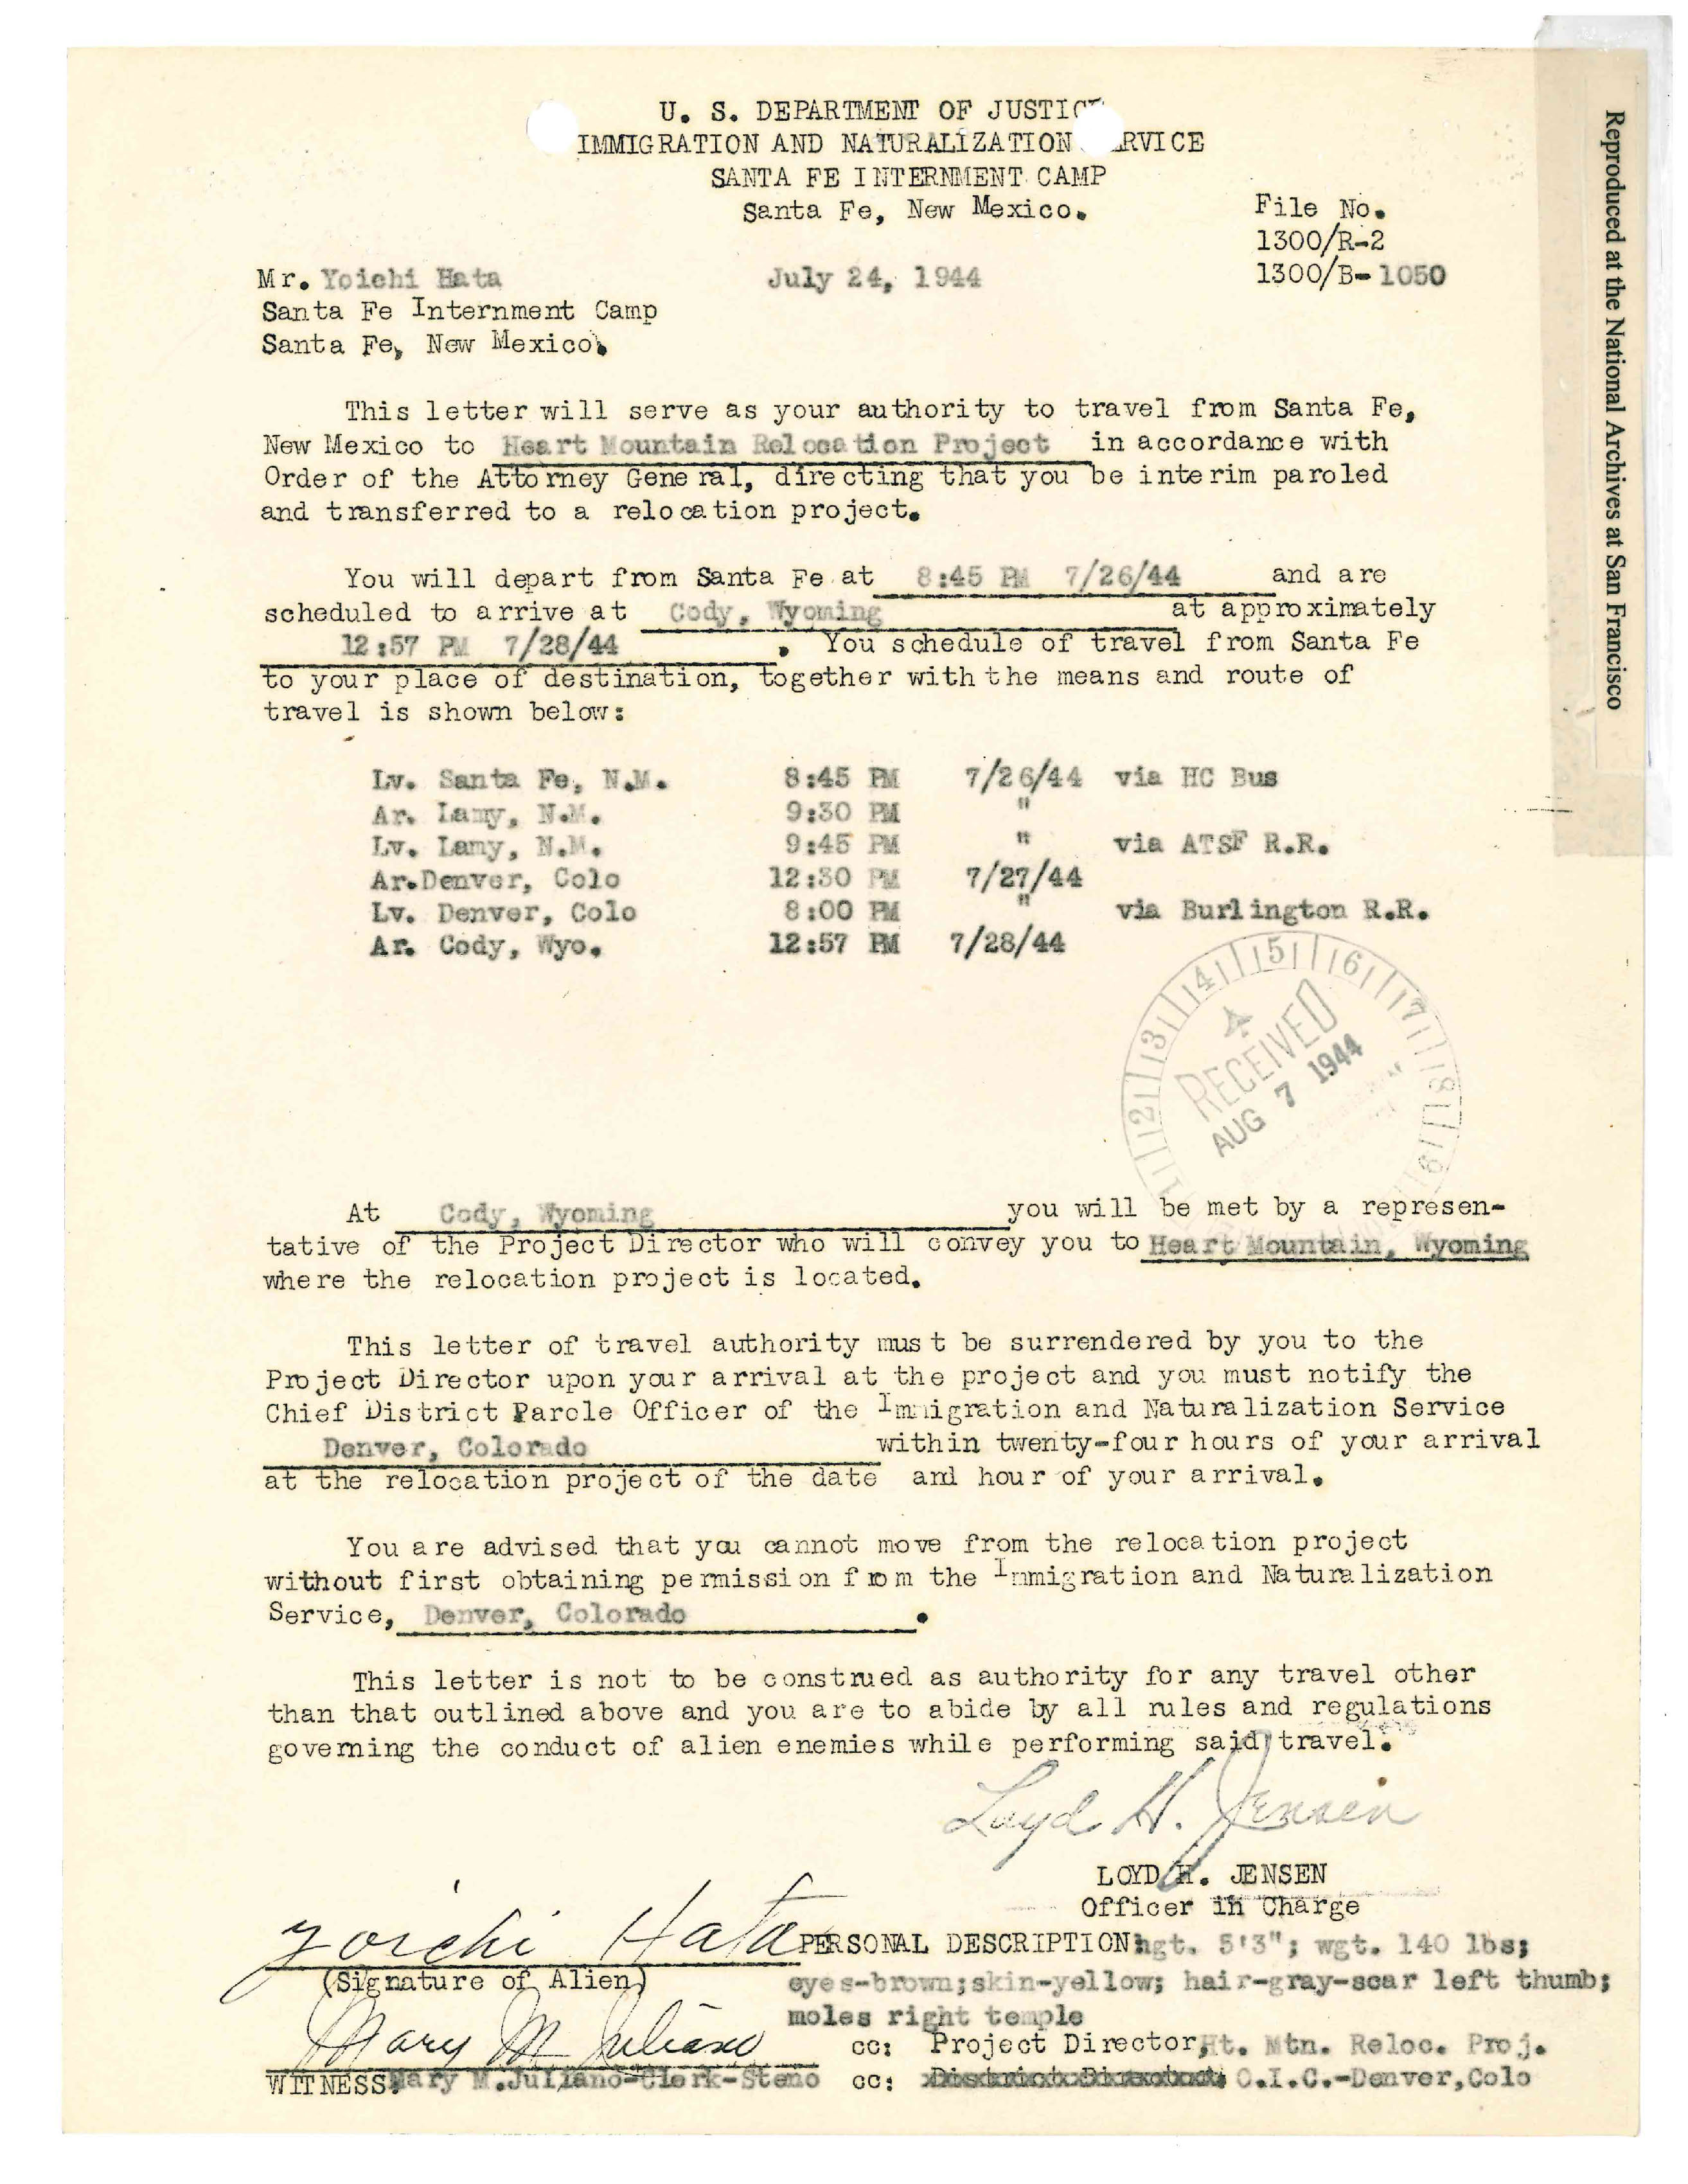 U. S. DEPARTMENT OF JUSTICE
IMMIGRATION AND NATURALIZATION RVICE
SANTA FE INTERNMENT CAMP
Santa Fe, New Mexico.
File No.
1300/R-2
1300/B- 1050
Mr. Yoichi Hata July 24, 1944
Santa Fe Internment Camp
Santa Fe, New Mexico.
This letter will serve as your authority to travel from Santa Fe,
New Mexico to Heart Mountain Relocation Project in accordance with
Order of the Attorney General, directing that you be interim paroled
and transferred to a relocation project.
You will depart from Santa Fe at 8:45 PM 7/26/44 and are
scheduled to arrive at Cody, Wyoming at approximately
12:57 PM 7/28/44 . You schedule of travel from Santa Fe
to your place of destination, together with the means and route of
travel is shown below:
Lv. Santa Fe, N.M. 8:45 PM 7/26/44 via HC Bus
Ar. Lamy, N.M. 9:30 PM "
Lv. Lamy, N.M. 9:45 PM " via ATSF R.R.
Ar.Denver, Colo 12:30 PM 7/27/44
Lv. Denver, Colo 8:00 PM " via Burlington R.R.
Ar. Cody, Wyo. 12:57 PM 7/28/44
11 12 13 14 15 16 17 18 19
RECEIVED
AUG 7 1944
At Cody, Wyoming you will be met by a represen-
tative of the Project Director who will convey you to Heart Mountain, Wyoming
where the relocation project is located.
This letter of travel authority must be surrendered by you to the
Project Director upon your arrival at the project and you must notify the
Chief District Parole Officer of the Immigration and Naturalization Service
Denver, Colorado within twenty-four hours of your arrival
at the relocation project of the date and hour of your arrival.
You are advised that you cannot move from the relocation project
without first obtaining permission from the Immigration and Naturalization
Service, Denver, Colorado .
This letter is not to be construed as authority for any travel other
than that outlined above and you are to abide by all rules and regulations
governing the conduct of alien enemies while performing said travel.
Loyd H. Jensen
LOYD H. JENSEN
Officer in Charge
Yoichi Hata
(Signature of Alien)
PERSONAL DESCRIPTION hgt. 5'3"; wgt. 140 lbs;
eyes-brown;skin-yellow; hair-gray-scar left thumb;
moles right temple
Mary M Juliano
WITNESS: Mary M.Juliano-Clerk-Steno
cc: Project Director, Ht. Mtn. Reloc. Proj.
cc: District Director O.I.C.-Denver,Colo
Reproduced at the National Archives at San Francisco